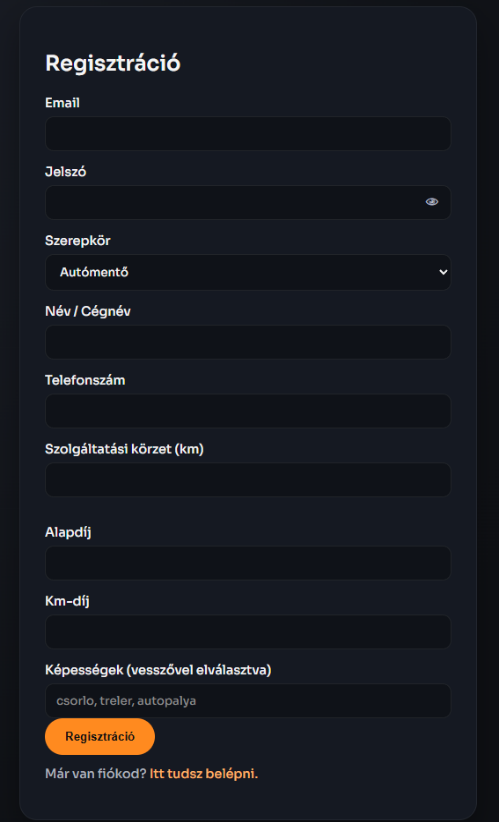 Regisztráció
Email
Jelszó
Szerepkör
Autómentő
Név / Cégnév
Telefonszám
Szolgáltatási körzet (km)
Alapdíj
Km-díj
Képességek (vesszővel elválasztva)
csorlo, treler, autopalya
Regisztráció
Már van fiókod? Itt tudsz belépni.